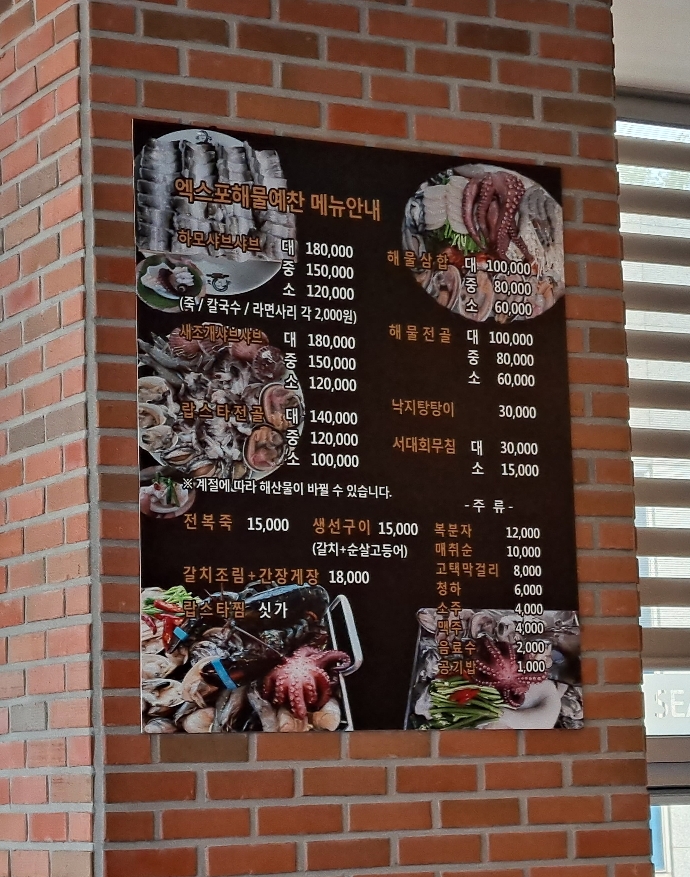 엑스포해물예찬 메뉴안내
하모샤브샤브 대 180,000
중 150,000
소 120,000
(죽 / 칼국수 / 라면사리 각 2,000원)
새조개샤브샤브 대 180,000
중 150,000
소 120,000
랍스타전골 대 140,000
중 120,000
소 100,000
※ 계절에 따라 해산물이 바뀔 수 있습니다.
해물삼합 대 100,000
중 80,000
소 60,000
해물전골 대 100,000
중 80,000
소 60,000
낙지탕탕이 30,000
서대회무침 대 30,000
소 15,000
전복죽 15,000
생선구이 15,000
(갈치+순살고등어)
갈치조림+간장게장 18,000
랍스타찜 싯가
- 주 류 -
복분자 12,000
매취순 10,000
고택막걸리 8,000
청하 6,000
소주 4,000
맥주 4,000
음료수 2,000
공기밥 1,000